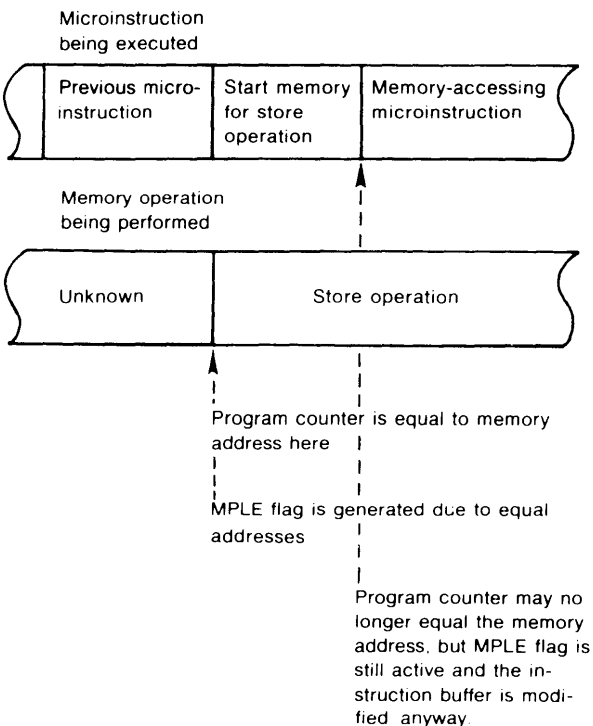 Microinstruction
being executed
Previous micro-
instruction
Start memory
for store
operation
Memory-accessing
microinstruction
Memory operation
being performed
Unknown
Store operation
Program counter is equal to memory
address here
MPLE flag is generated due to equal
addresses
Program counter may no
longer equal the memory
address, but MPLE flag is
still active and the in-
struction buffer is modi-
fied anyway.